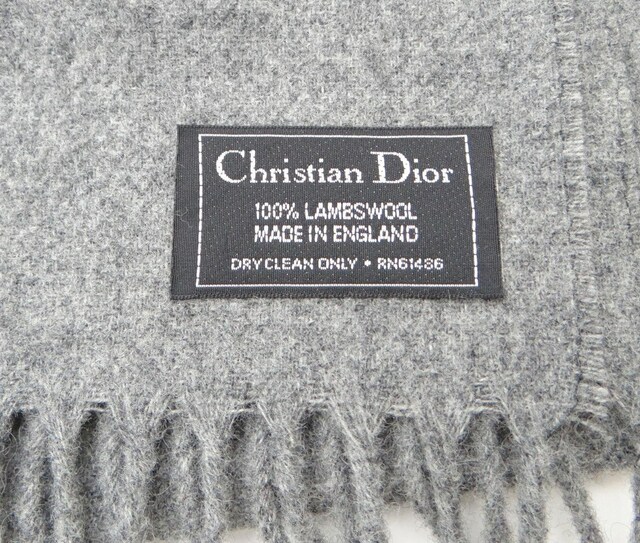 Christian Dior
100% LAMBSWOOL
MADE IN ENGLAND
DRY CLEAN ONLY • RN61486